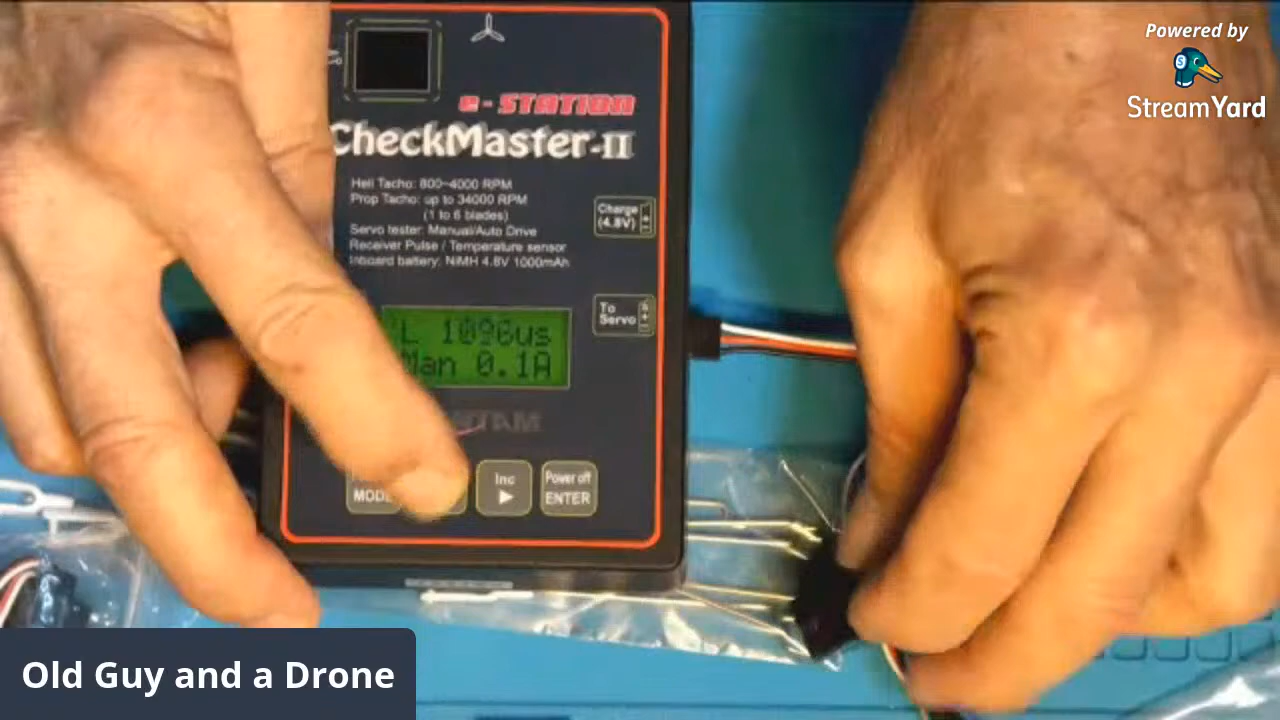 Powered by
StreamYard
e-STATION
CheckMaster-II
Heli Tacho: 800~4000 RPM
Prop Tacho: up to 34000 RPM
(1 to 6 blades)
Servo tester: Manual/Auto Drive
Receiver Pulse / Temperature sensor
Inboard battery: NiMH 4.8V 1000mAh
Charge
(4.8V)
To
Servo
S
+
-
L 1096us
Man 0.1A
Inc
Power off
MODE
ENTER
Old Guy and a Drone